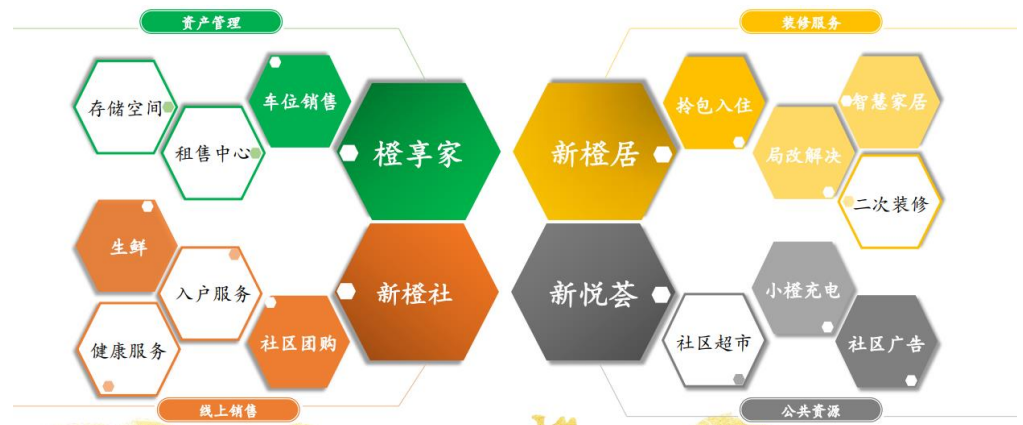 资产管理
装修服务
存储空间
车位销售
租售中心
橙享家
新橙居
拎包入住
智慧家居
局改解决
二次装修
生鲜
入户服务
健康服务
社区团购
新橙社
新悦荟
小橙充电
社区超市
社区广告
线上销售
公共资源